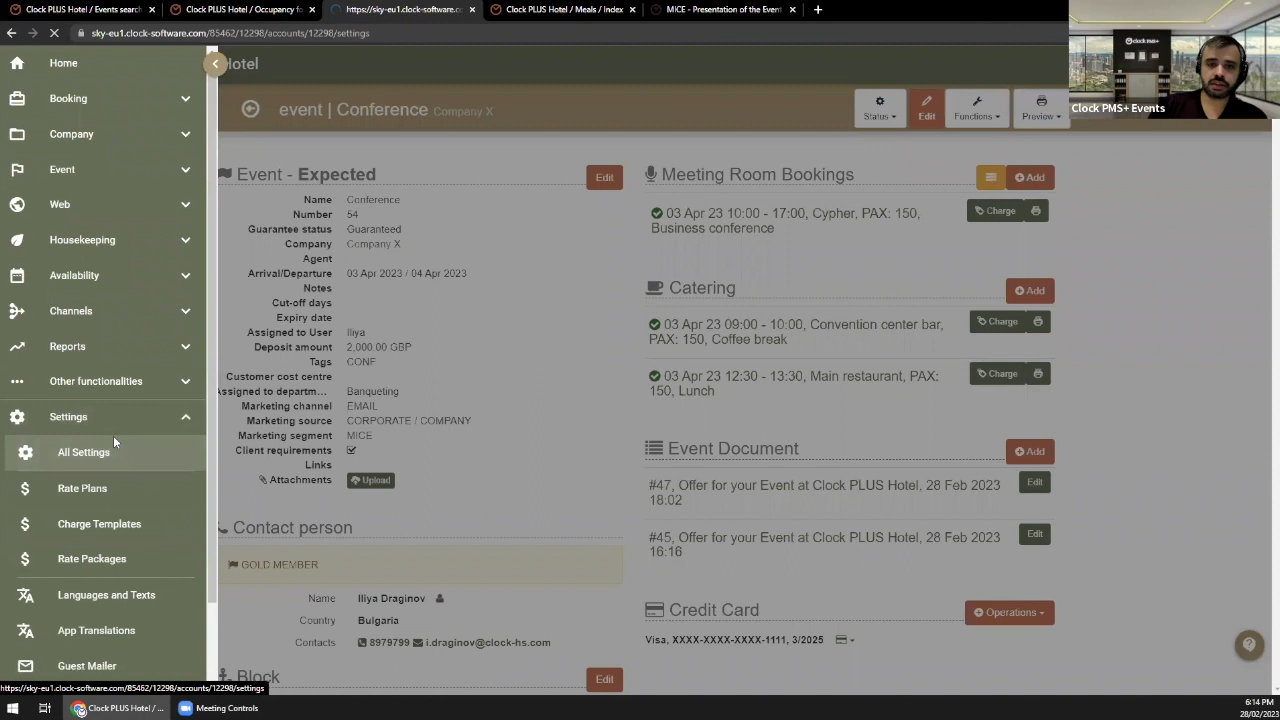 Clock PLUS Hotel / Events search
Clock PLUS Hotel / Occupancy fo
https://sky-eu1.clock-software.co
Clock PLUS Hotel / Meals / Index
MICE - Presentation of the Event
sky-eu1.clock-software.com/85462/12298/accounts/12298/settings
clock PMS+
Clock PMS+ Events
Home
Booking
Company
Event
Web
Housekeeping
Availability
Channels
Reports
Other functionalities
Settings
All Settings
Rate Plans
Charge Templates
Rate Packages
Languages and Texts
App Translations
Guest Mailer
Hotel
event | Conference Company X
Status
Edit
Functions
Preview
Event - Expected
Edit
Name Conference
Number 54
Guarantee status Guaranteed
Company Company X
Agent
Arrival/Departure 03 Apr 2023 / 04 Apr 2023
Notes
Cut-off days
Expiry date
Assigned to User Iliya
Deposit amount 2,000.00 GBP
Tags CONF
Customer cost centre
Assigned to departm... Banqueting
Marketing channel EMAIL
Marketing source CORPORATE / COMPANY
Marketing segment MICE
Client requirements
Links
Attachments Upload
Contact person
GOLD MEMBER
Name Iliya Draginov
Country Bulgaria
Contacts 8979799 i.draginov@clock-hs.com
Block
Edit
Meeting Room Bookings
Add
03 Apr 23 10:00 - 17:00, Cypher, PAX: 150,
Business conference
Charge
Catering
Add
03 Apr 23 09:00 - 10:00, Convention center bar,
PAX: 150, Coffee break
Charge
03 Apr 23 12:30 - 13:30, Main restaurant, PAX:
150, Lunch
Charge
Event Document
Add
#47, Offer for your Event at Clock PLUS Hotel, 28 Feb 2023
18:02
Edit
#45, Offer for your Event at Clock PLUS Hotel, 28 Feb 2023
16:16
Edit
Credit Card
Operations
Visa, XXXX-XXXX-XXXX-1111, 3/2025
https://sky-eu1.clock-software.com/85462/12298/accounts/12298/settings
Clock PLUS Hotel / ...
Meeting Controls
6:14 PM
28/02/2023